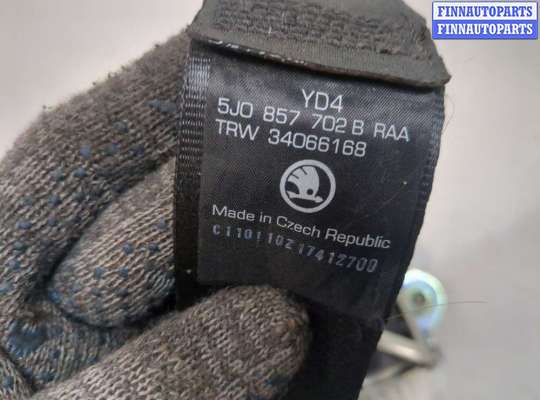 FINNAUTOPARTS
FINNAUTOPARTS
YD4
5J0 857 702 B RAA
TRW 34066168
Made in Czech Republic
C110110217412700